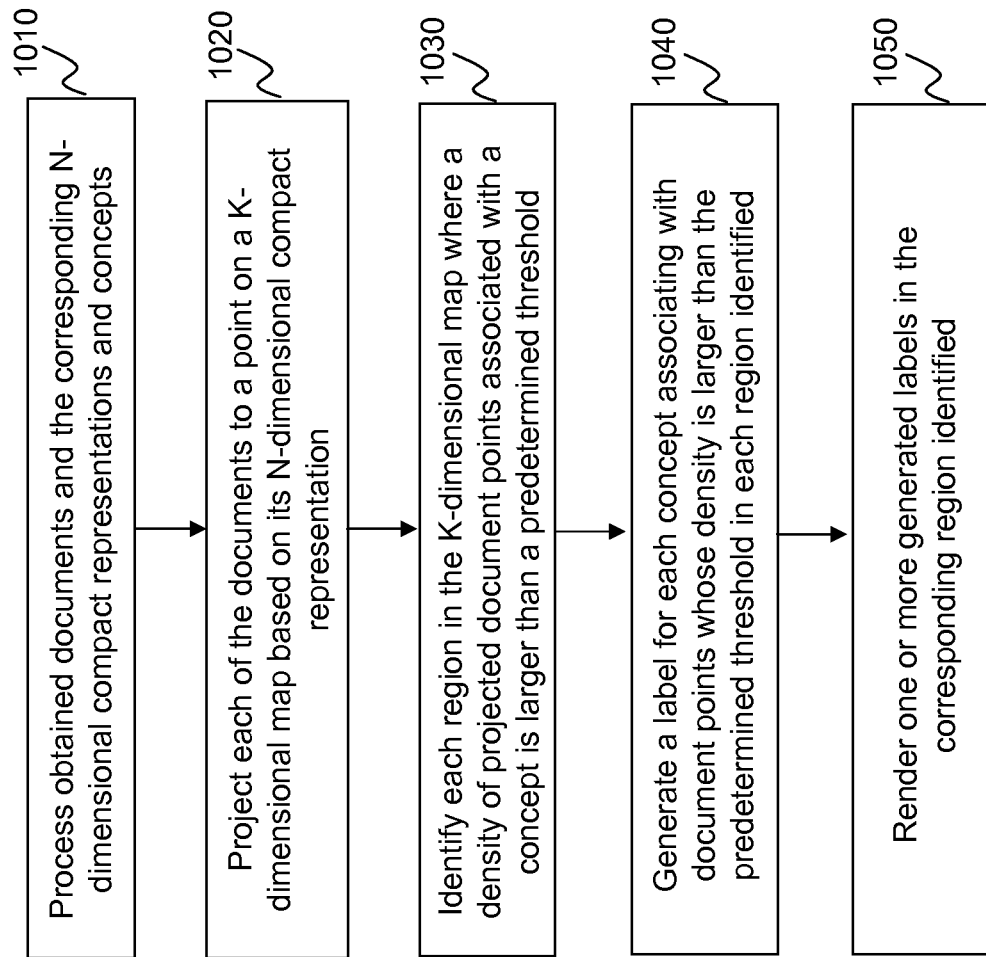 1010
Process obtained documents and the corresponding N-
dimensional compact representations and concepts
1020
Project each of the documents to a point on a K-
dimensional map based on its N-dimensional compact
representation
1030
Identify each region in the K-dimensional map where a
density of projected document points associated with a
concept is larger than a predetermined threshold
1040
Generate a label for each concept associating with
document points whose density is larger than the
predetermined threshold in each region identified
1050
Render one or more generated labels in the
corresponding region identified